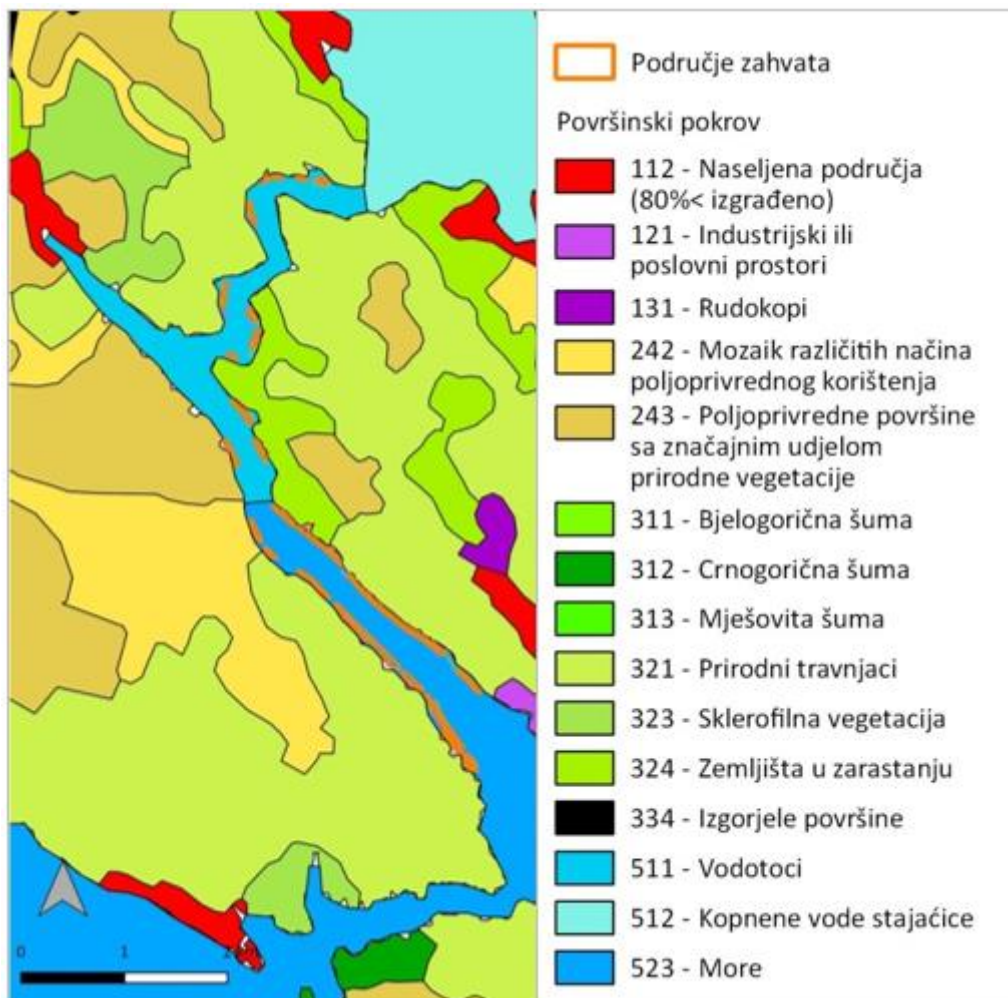 Područje zahvata
Površinski pokrov
112 - Naseljena područja
(80%< izgrađeno)
121 - Industrijski ili
poslovni prostori
131 - Rudokopi
242 - Mozaik različitih načina
poljoprivrednog korištenja
243 - Poljoprivredne površine
sa značajnim udjelom
prirodne vegetacije
311 - Bjelogorična šuma
312 - Crnogorična šuma
313 - Mješovita šuma
321 - Prirodni travnjaci
323 - Sklerofilna vegetacija
324 - Zemljišta u zarastanju
334 - Izgorjele površine
511 - Vodotoci
512 - Kopnene vode stajaćice
523 - More
0 1 2